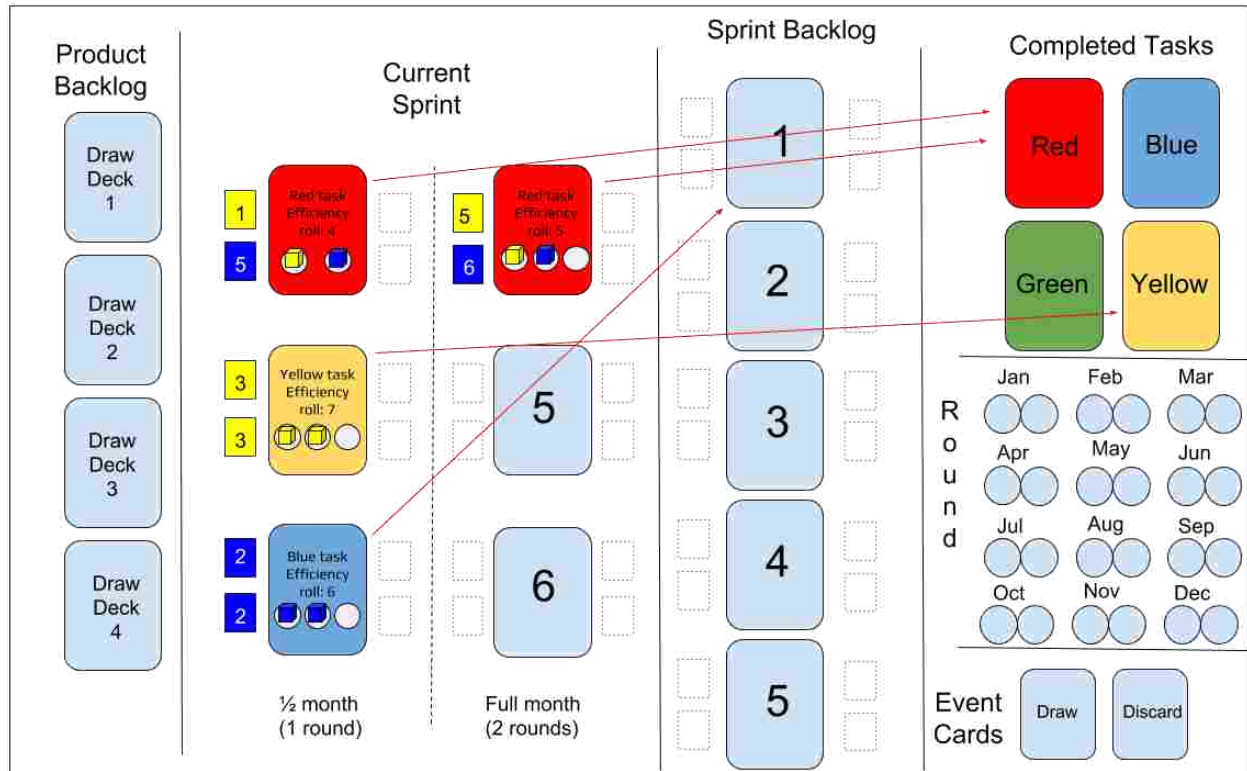 Product
Backlog
Draw
Deck
1
Draw
Deck
2
Draw
Deck
3
Draw
Deck
4
Current
Sprint
1
5
Red task
Efficiency
roll: 4
5
6
Red task
Efficiency
roll: 5
3
3
Yellow task
Efficiency
roll: 7
5
2
2
Blue task
Efficiency
roll: 6
6
½ month
(1 round)
Full month
(2 rounds)
Sprint Backlog
1
2
3
4
5
Completed Tasks
Red
Blue
Green
Yellow
Round
Jan
Feb
Mar
Apr
May
Jun
Jul
Aug
Sep
Oct
Nov
Dec
Event
Cards
Draw
Discard